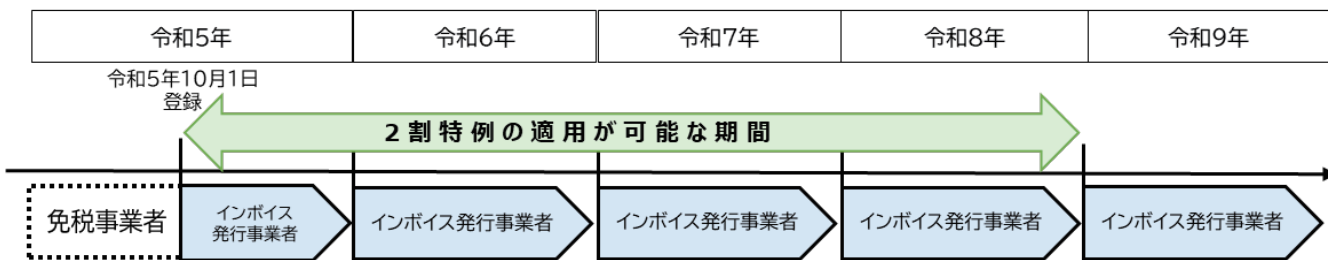 令和5年
令和6年
令和7年
令和8年
令和9年
令和5年10月1日
登録
2割特例の適用が可能な期間
免税事業者
インボイス
発行事業者
インボイス発行事業者
インボイス発行事業者
インボイス発行事業者
インボイス発行事業者